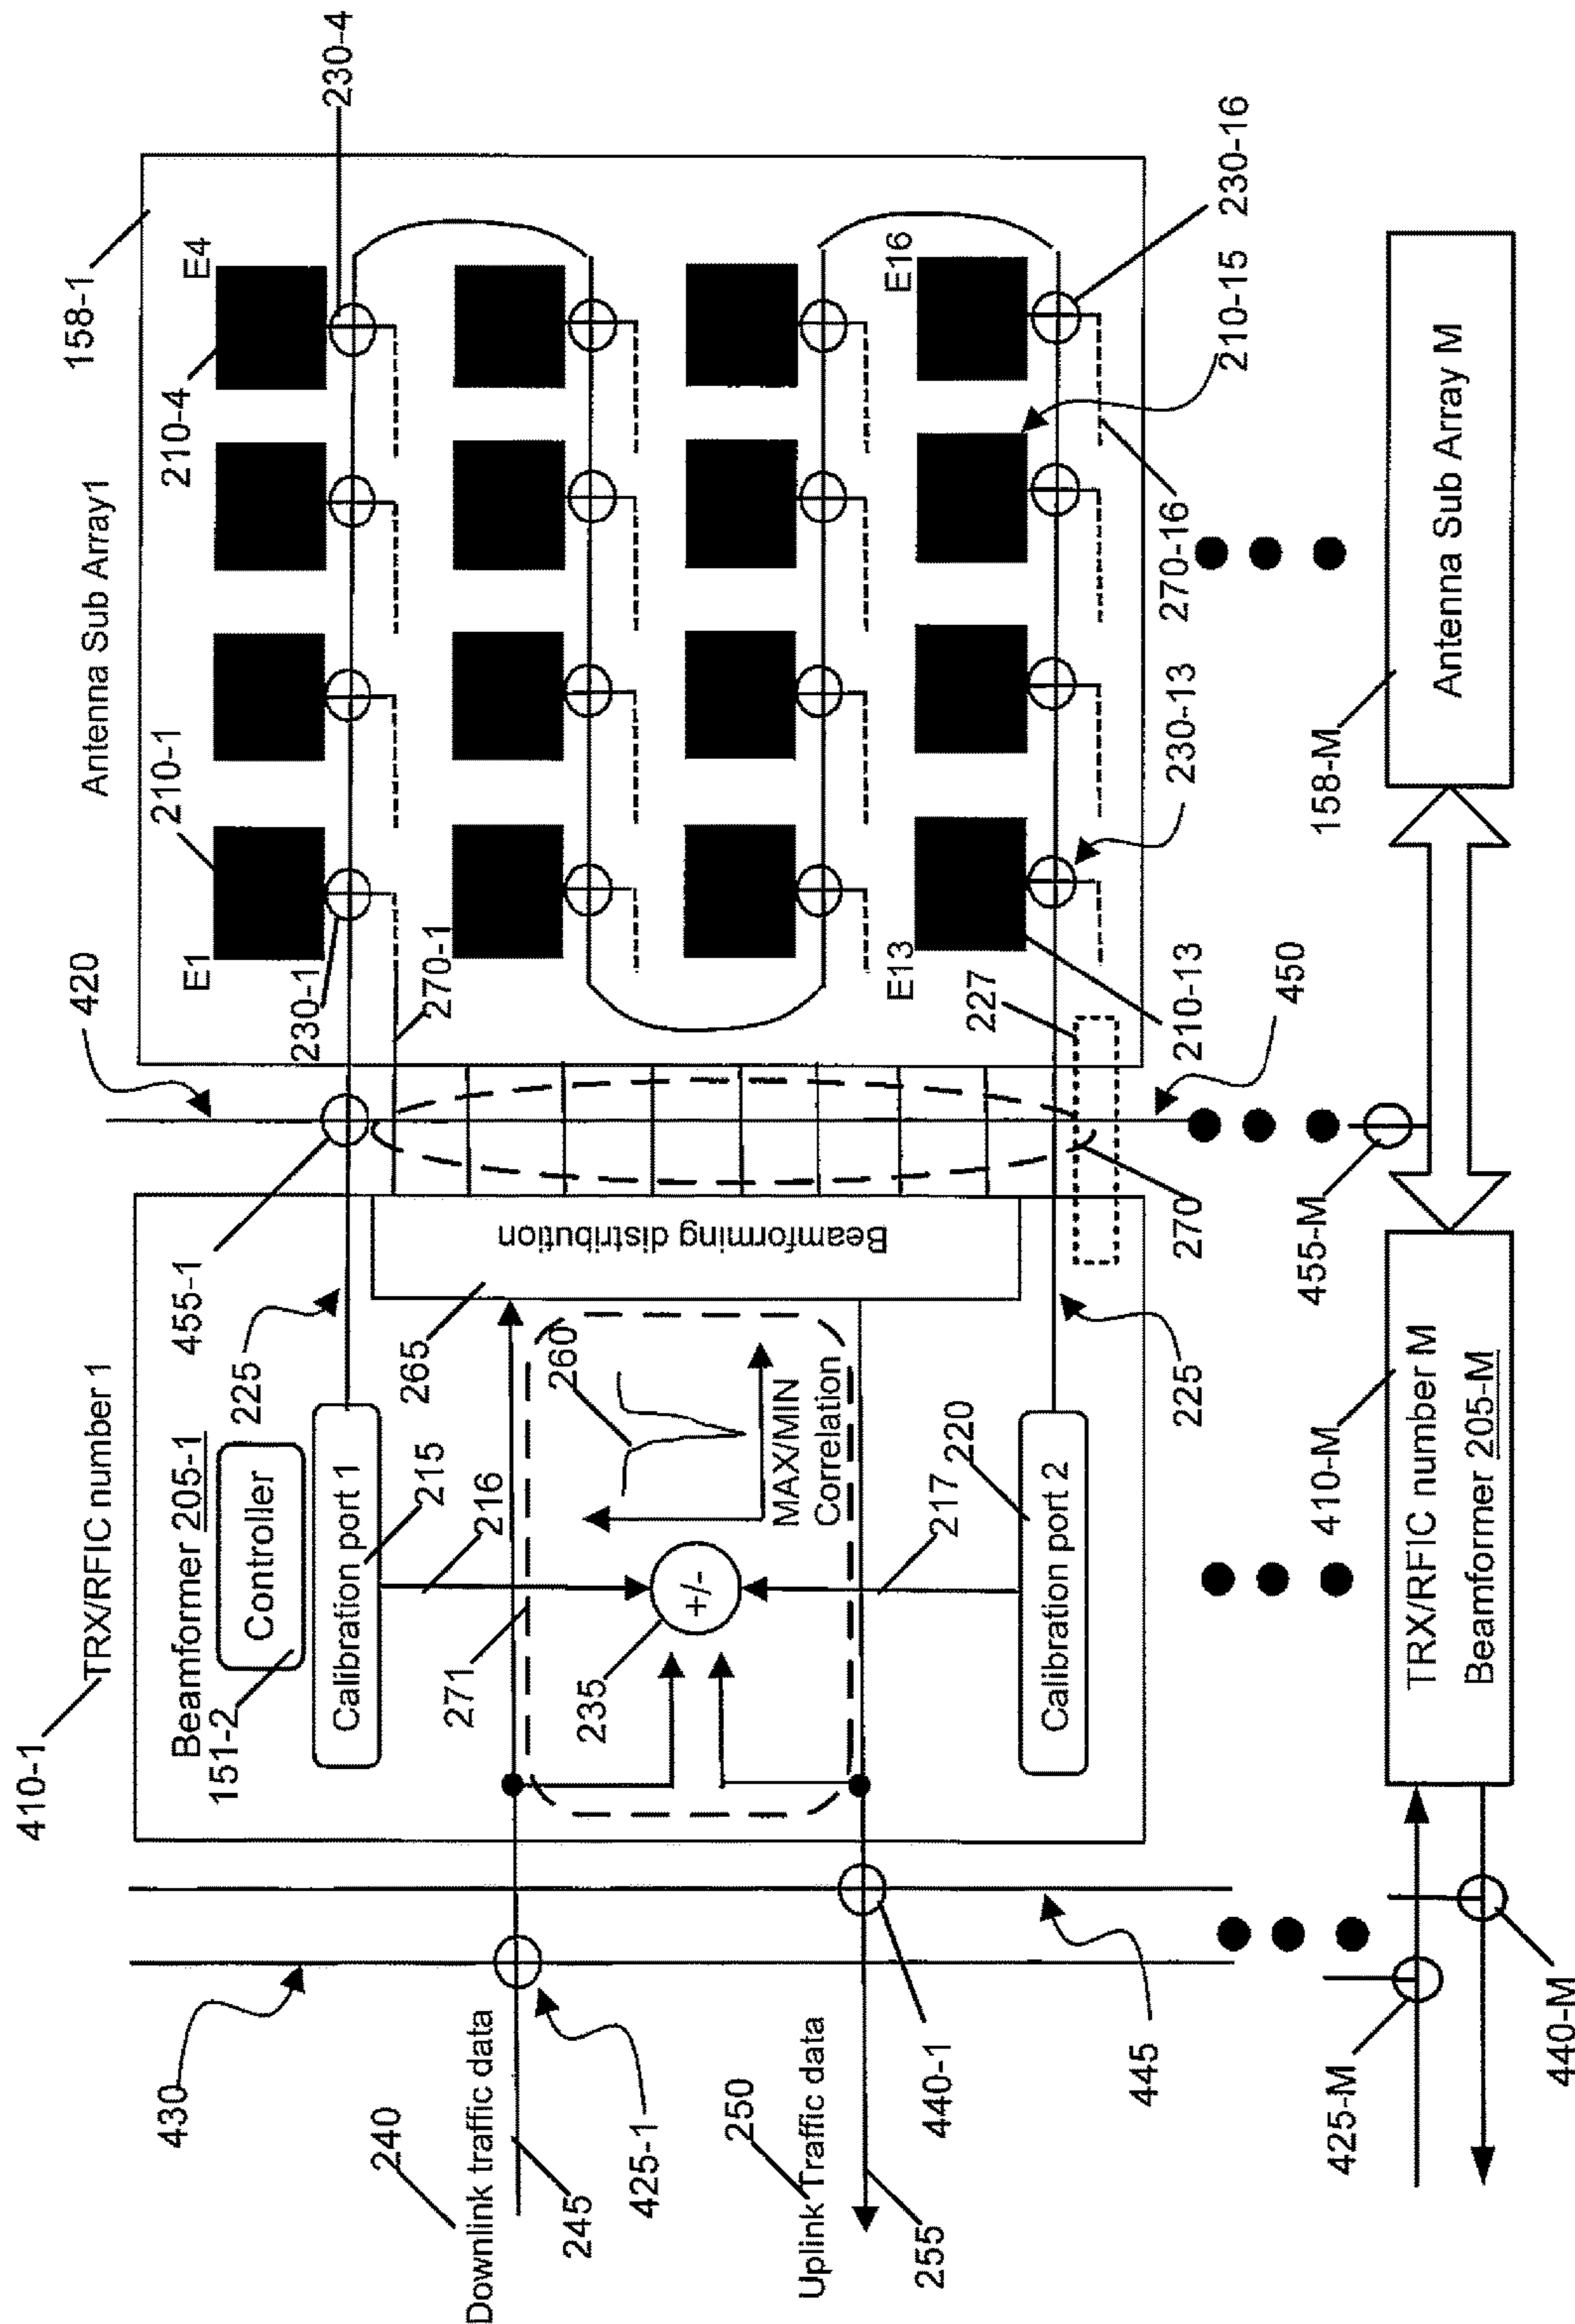 410-1
TRX/RFIC number 1
Antenna Sub Array1
158-1
430
Beamformer 205-1
151-2
Controller
225
455-1
420
E1
210-1
210-4
E4
230-4
Calibration port 1
215
216
265
230-1
270-1
240
Downlink traffic data
245
425-1
271
235
+/-
260
MAX/MIN
Correlation
Beamforming distribution
250
Uplink Traffic data
255
440-1
217
220
Calibration port 2
227
E13
E16
445
225
270
450
210-13
230-13
270-16
210-15
230-16
425-M
440-M
410-M
TRX/RFIC number M
Beamformer 205-M
455-M
158-M
Antenna Sub Array M